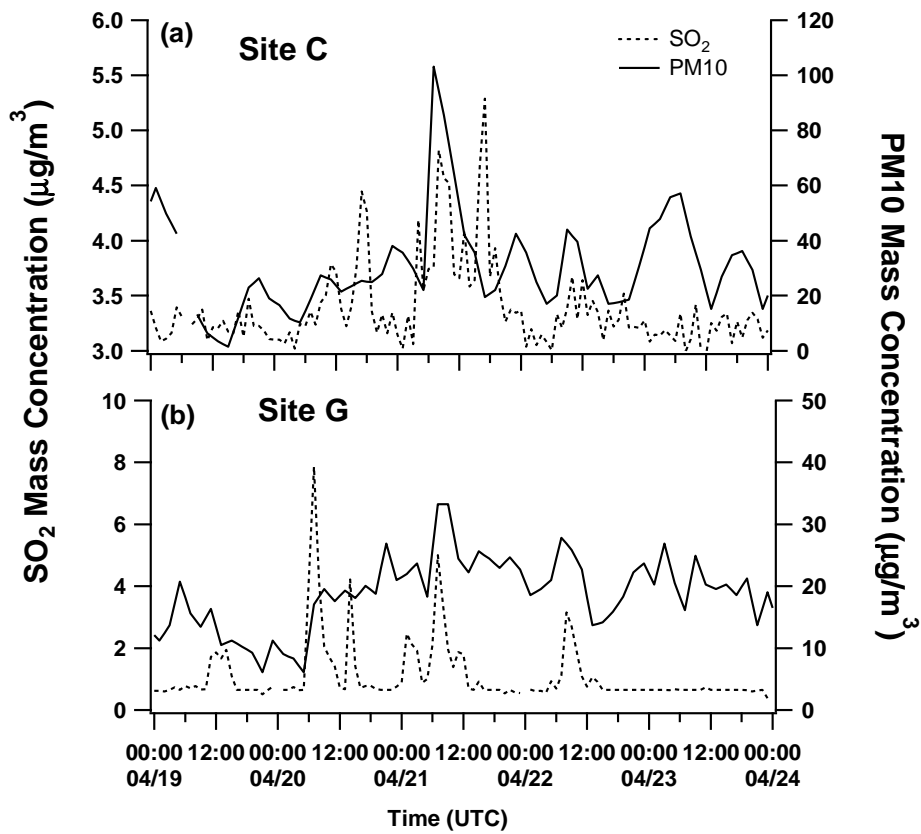 (a)
Site C
SO2
PM10
6.0
5.5
5.0
4.5
4.0
3.5
3.0
120
100
80
60
40
20
0
SO2 Mass Concentration (µg/m3)
PM10 Mass Concentration (µg/m3)
(b)
Site G
10
8
6
4
2
0
50
40
30
20
10
0
00:00 12:00 00:00 12:00 00:00 12:00 00:00 12:00 00:00 12:00 00:00
04/19 04/20 04/21 04/22 04/23 04/24
Time (UTC)